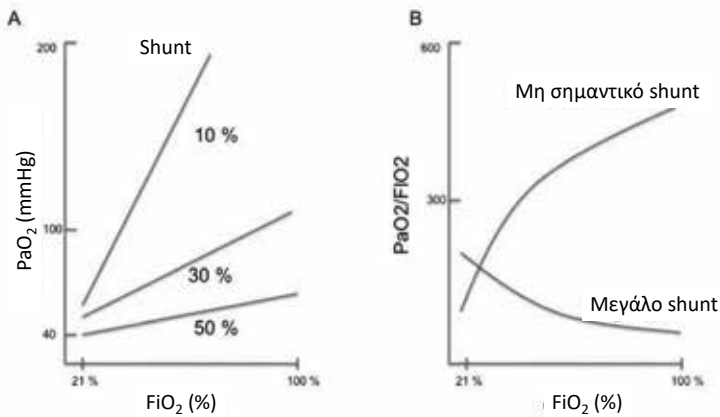 A
200
Shunt
10 %
PaO₂ (mmHg)
100
30 %
50 %
40
21 %
100 %
FiO₂ (%)
B
600
Μη σημαντικό shunt
PaO2/FIO2
300
Μεγάλο shunt
21 %
100 %
FiO₂ (%)